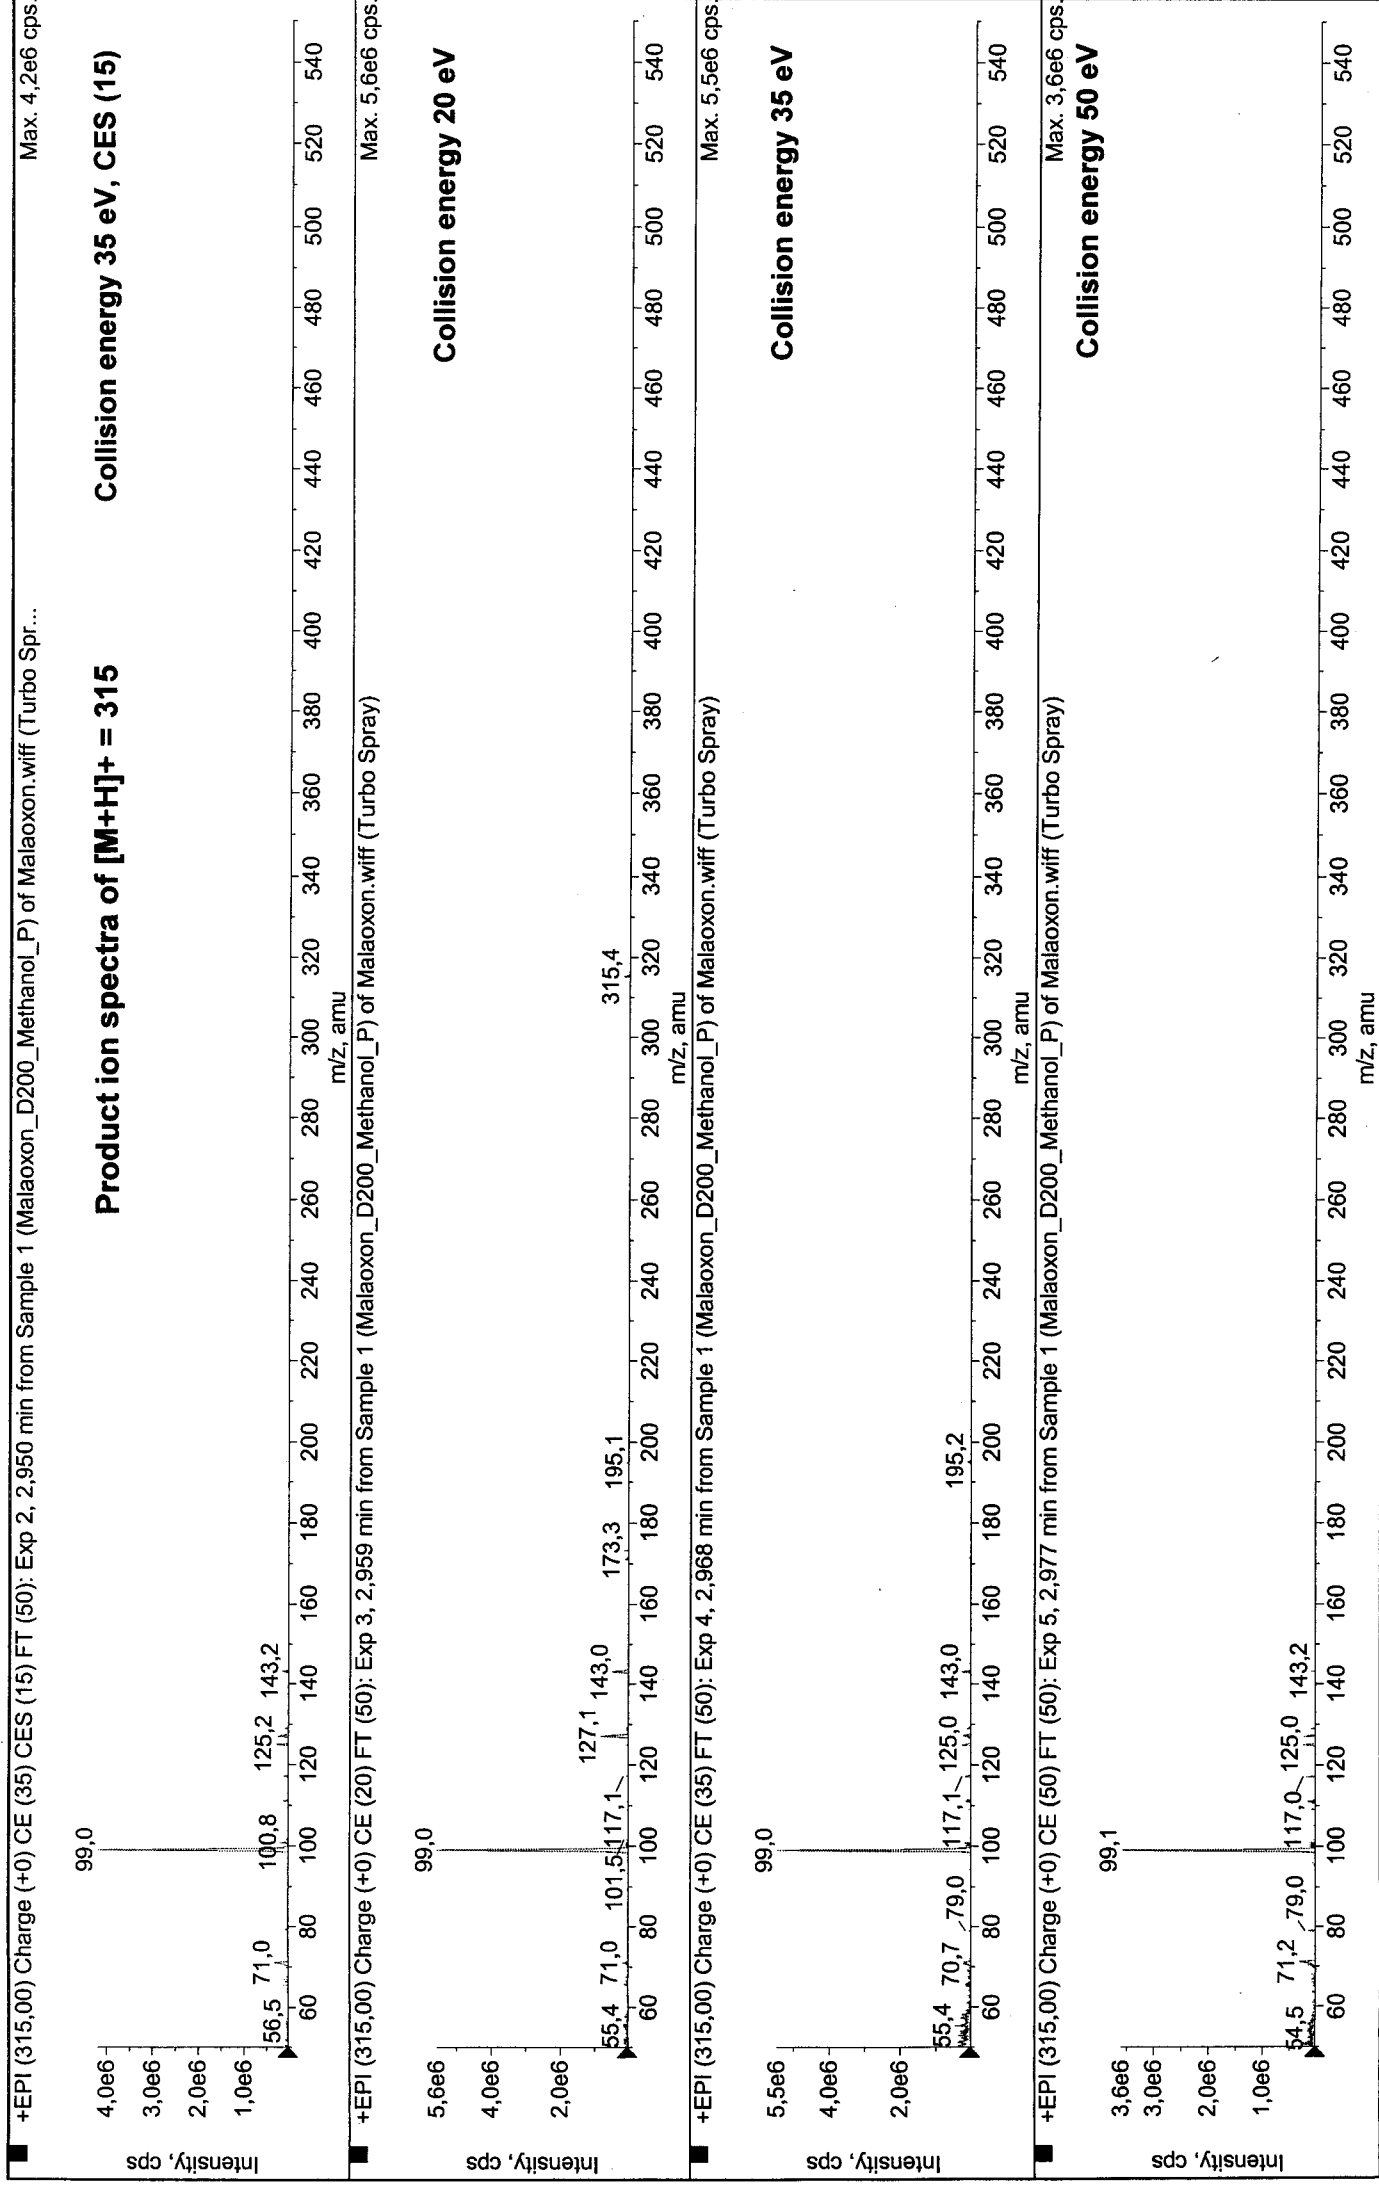 +EPI (315,00) Charge (+0) CE (35) CES (15) FT (50): Exp 2, 2,950 min from Sample 1 (Malaoxon_D200_Methanol_P) of Malaoxon.wiff (Turbo Spr...
Max. 4,2e6 cps.
Product ion spectra of [M+H]+ = 315
Collision energy 35 eV, CES (15)
Intensity, cps
4,0e6
3,0e6
2,0e6
1,0e6
99,0
56,5 71,0 100,8 125,2 143,2
60 80 100 120 140 160 180 200 220 240 260 280 300 320 340 360 380 400 420 440 460 480 500 520 540
m/z, amu
+EPI (315,00) Charge (+0) CE (20) FT (50): Exp 3, 2,959 min from Sample 1 (Malaoxon_D200_Methanol_P) of Malaoxon.wiff (Turbo Spray)
Max. 5,6e6 cps.
Collision energy 20 eV
Intensity, cps
5,6e6
4,0e6
2,0e6
99,0
127,1
55,4 71,0 101,5 117,1 143,0 173,3 195,1 315,4
60 80 100 120 140 160 180 200 220 240 260 280 300 320 340 360 380 400 420 440 460 480 500 520 540
m/z, amu
+EPI (315,00) Charge (+0) CE (35) FT (50): Exp 4, 2,968 min from Sample 1 (Malaoxon_D200_Methanol_P) of Malaoxon.wiff (Turbo Spray)
Max. 5,5e6 cps.
Collision energy 35 eV
Intensity, cps
5,5e6
4,0e6
2,0e6
99,0
55,4 70,7 79,0 117,1 125,0 143,0 195,2
60 80 100 120 140 160 180 200 220 240 260 280 300 320 340 360 380 400 420 440 460 480 500 520 540
m/z, amu
+EPI (315,00) Charge (+0) CE (50) FT (50): Exp 5, 2,977 min from Sample 1 (Malaoxon_D200_Methanol_P) of Malaoxon.wiff (Turbo Spray)
Max. 3,6e6 cps.
Collision energy 50 eV
Intensity, cps
3,6e6
3,0e6
2,0e6
1,0e6
99,1
54,5 71,2 79,0 117,0 125,0 143,2
60 80 100 120 140 160 180 200 220 240 260 280 300 320 340 360 380 400 420 440 460 480 500 520 540
m/z, amu